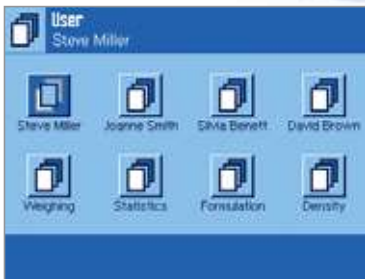 User
Steve Miller
Steve Miller Joanne Smith Silvia Benett David Brown
Weighing Statistics Formulation Density